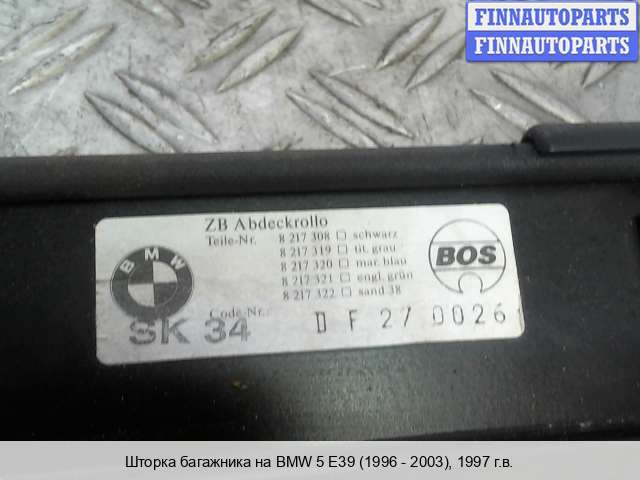 FINNAUTOPARTS
FINNAUTOPARTS
ZB Abdeckrollo
Teile-Nr. 8 217 308 □ schwarz
8 217 319 □ ut. grau
8 217 320 □ mar. blau
8 217 321 □ engl. grün
8 217 322 □ sand 38
BMW
BOS
Code-Nr.:
SK 34
D F 27 0026
Шторка багажника на BMW 5 E39 (1996 - 2003), 1997 г.в.